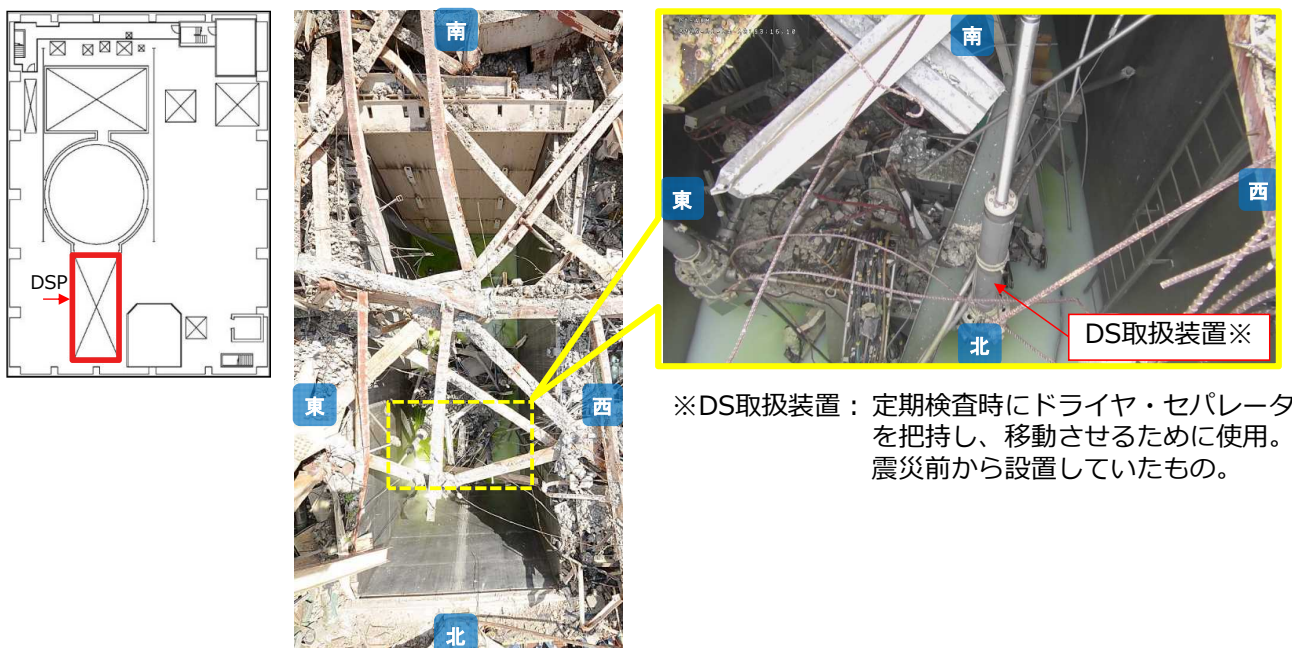 DSP
南
東
西
北
南
東
西
北
DS取扱装置※
※DS取扱装置：定期検査時にドライヤ・セパレータ
を把持し、移動させるために使用。
震災前から設置していたもの。